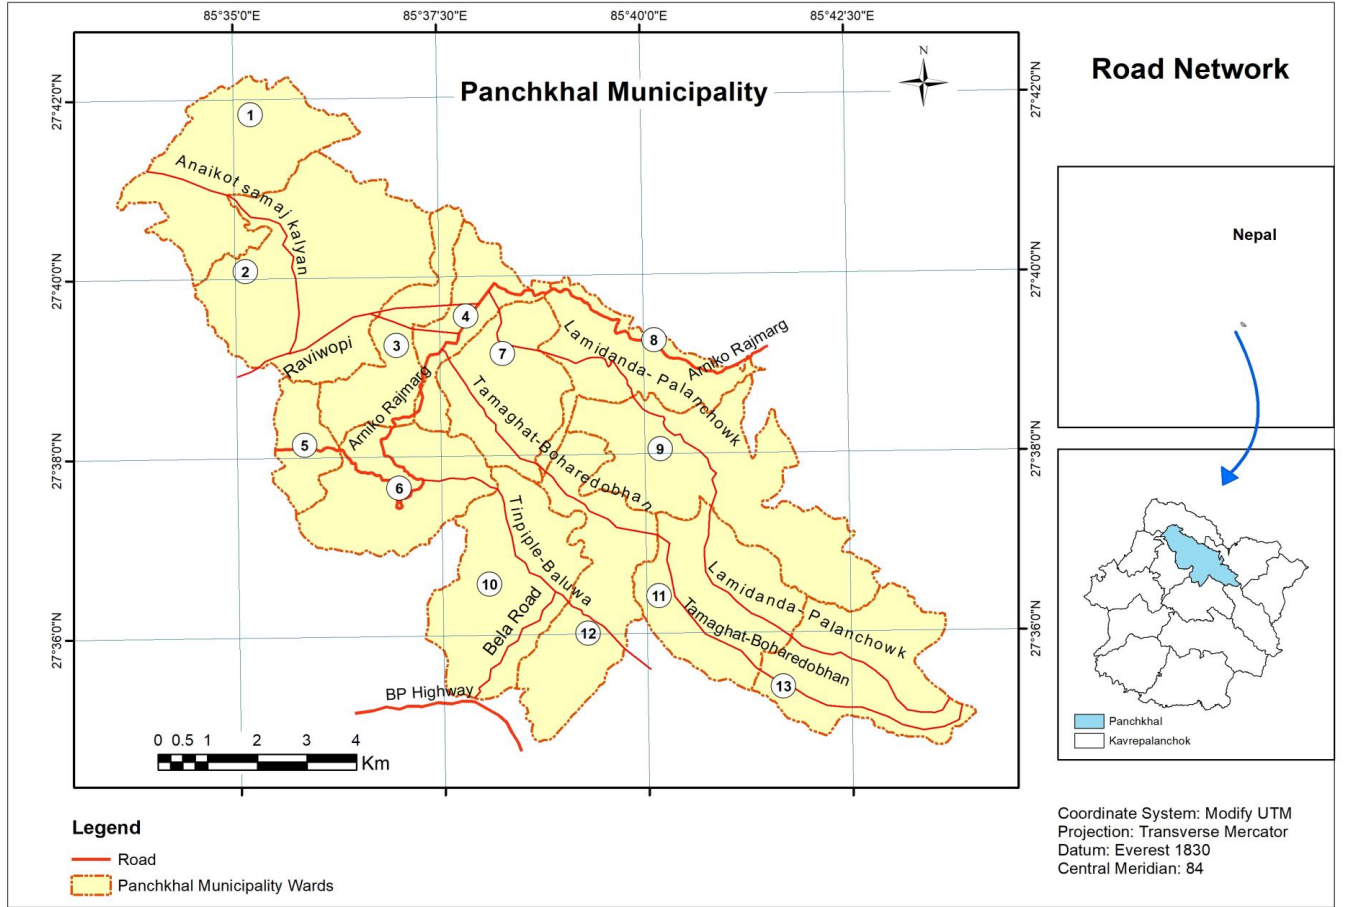 85°35'0"E
85°37'30"E
85°40'0"E
85°42'30"E
27°42'0"N
27°40'0"N
27°38'0"N
27°36'0"N
27°42'0"N
27°40'0"N
27°38'0"N
27°36'0"N
Panchkhal Municipality
N
1
Anaikot samaj kalyan
2
4
3
Raviwopi
7
8
Arniko Rajmarg
Lamidanda- Palanchowk
Arniko Rajmarg
Tamaghat-Boharedobhan
5
9
6
Tinpiple-Baluwa
10
Bela Road
12
11
Lamidanda- Palanchowk
Tamaghat-Boharedobhan
13
BP Highway
0 0.5 1 2 3 4
Km
Legend
Road
Panchkhal Municipality Wards
Road Network
Nepal
Panchkhal
Kavrepalanchok
Coordinate System: Modify UTM
Projection: Transverse Mercator
Datum: Everest 1830
Central Meridian: 84